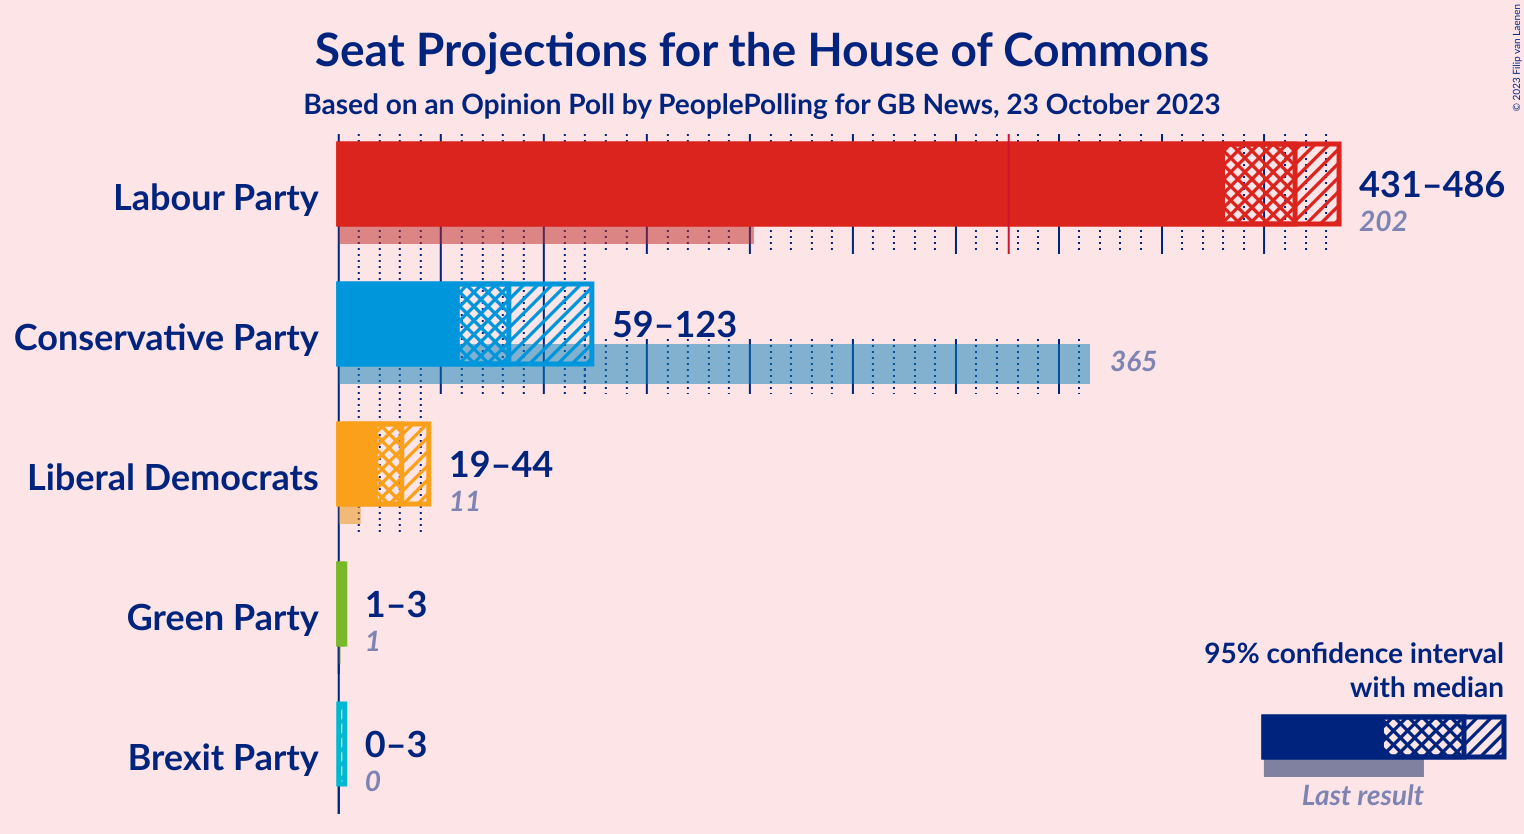 Seat Projections for the House of Commons
Based on an Opinion Poll by PeoplePolling for GB News, 23 October 2023
© 2023 Filip van Laenen
Labour Party
431–486
202
Conservative Party
59–123
365
Liberal Democrats
19–44
11
Green Party
1–3
1
Brexit Party
0–3
0
95% confidence interval
with median
Last result